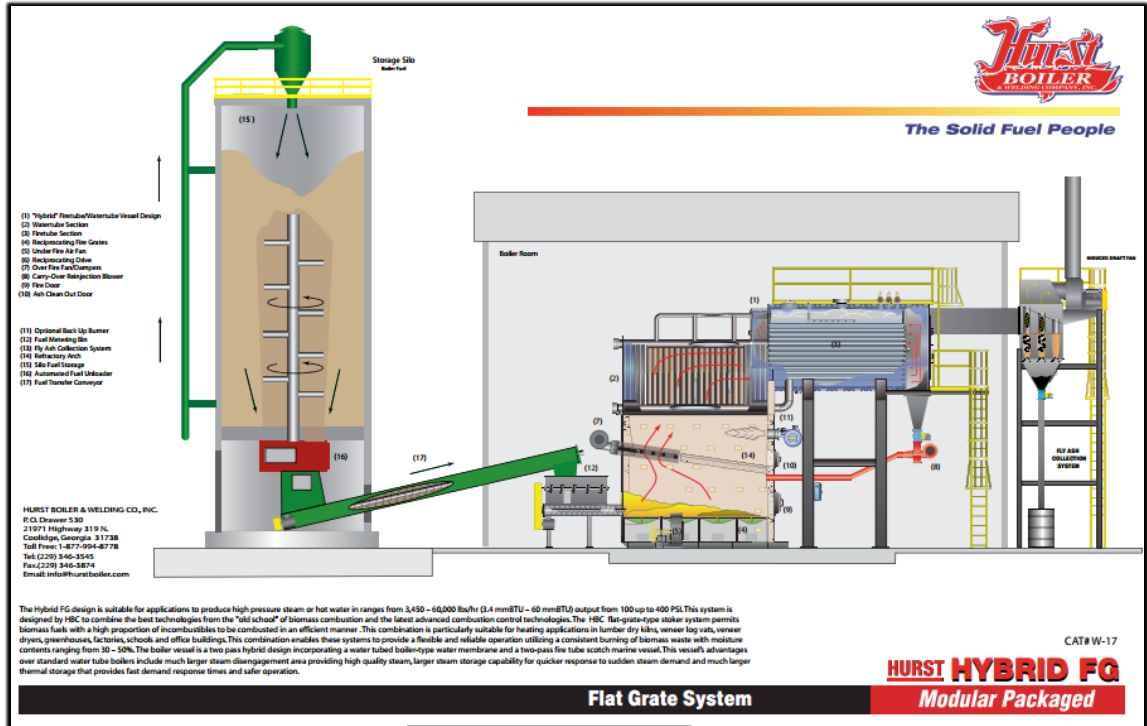 Storage Silo
Boiler Fuel
Hurst
BOILER
& WELDING COMPANY, INC.
The Solid Fuel People
(15 )
(1) "Hybrid" Firetube/Watertube Vessel Design
(2) Watertube Section
(3) Firetube Section
(4) Reciprocating Fire Grates
(5) Under Fire Air Fan
(6) Reciprocating Drive
(7) Over Fire Fan/Dampers
(8) Carry-Over Reinjection Blower
(9) Fire Door
(10) Ash Clean Out Door
(11) Optional Back Up Burner
(12) Fuel Metering Bin
(13) Fly Ash Collection System
(14) Refractory Arch
(15) Silo Fuel Storage
(16) Automated Fuel Unloader
(17) Fuel Transfer Conveyor
Boiler Room
INDUCED DRAFT FAN
(1)
(3)
(2)
(11)
(7)
(14)
(10)
(8)
(16)
(17)
(12)
(9)
(5)
(4)
FLY ASH
COLLECTION
SYSTEM
HURST BOILER & WELDING CO., INC.
P.O. Drawer 530
21971 Highway 319 N.
Coolidge, Georgia 31738
Toll Free: 1-877-994-8778
Tel: (229) 346-3545
Fax.(229) 346-3874
Email: info@hurstboiler.com
The Hybrid FG design is suitable for applications to produce high pressure steam or hot water in ranges from 3,450 – 60,000 lbs/hr (3.4 mmBTU – 60 mmBTU) output from 100 up to 400 PSI. This system is
designed by HBC to combine the best technologies from the "old school" of biomass combustion and the latest advanced combustion control technologies. The HBC flat-grate-type stoker system permits
biomass fuels with a high proportion of incombustibles to be combusted in an efficient manner . This combination is particularly suitable for heating applications in lumber dry kilns, veneer log vats, veneer
dryers, greenhouses, factories, schools and office buildings. This combination enables these systems to provide a flexible and reliable operation utilizing a consistent burning of biomass waste with moisture
contents ranging from 30 – 50%. The boiler vessel is a two pass hybrid design incorporating a water tubed boiler-type water membrane and a two-pass fire tube scotch marine vessel. This vessel's advantages
over standard water tube boilers include much larger steam disengagement area providing high quality steam, larger steam storage capability for quicker response to sudden steam demand and much larger
thermal storage that provides fast demand response times and safer operation.
CAT# W-17
HURST HYBRID FG
Flat Grate System
Modular Packaged